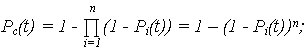 P_c(t) = 1 - ∏_{i=1}^{n} (1 - P_i(t)) = 1 – (1 - P_i(t))^n;